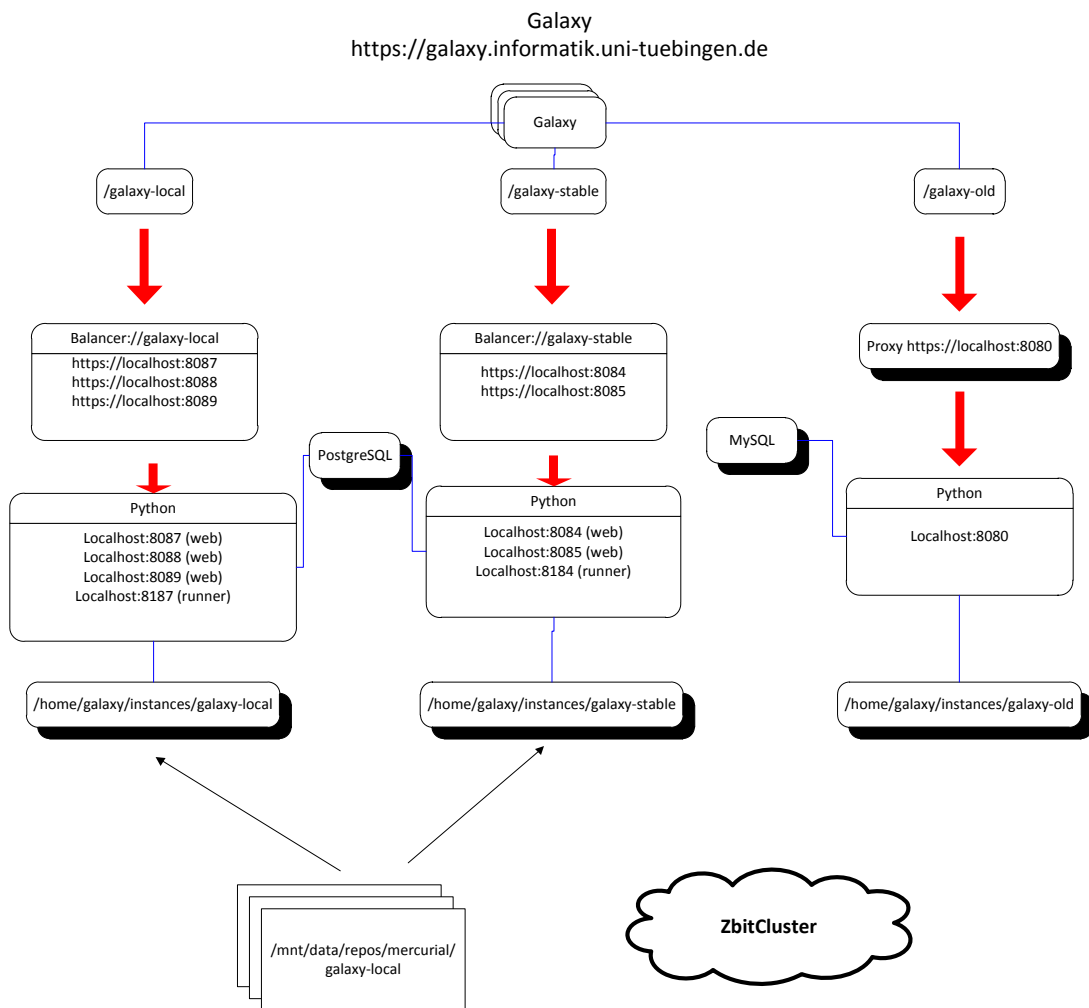 Galaxy
https://galaxy.informatik.uni-tuebingen.de
Galaxy
/galaxy-local
/galaxy-stable
/galaxy-old
Balancer://galaxy-local
https://localhost:8087
https://localhost:8088
https://localhost:8089
Balancer://galaxy-stable
https://localhost:8084
https://localhost:8085
Proxy https://localhost:8080
PostgreSQL
MySQL
Python
Localhost:8087 (web)
Localhost:8088 (web)
Localhost:8089 (web)
Localhost:8187 (runner)
Python
Localhost:8084 (web)
Localhost:8085 (web)
Localhost:8184 (runner)
Python
Localhost:8080
/home/galaxy/instances/galaxy-local
/home/galaxy/instances/galaxy-stable
/home/galaxy/instances/galaxy-old
/mnt/data/repos/mercurial/
galaxy-local
ZbitCluster